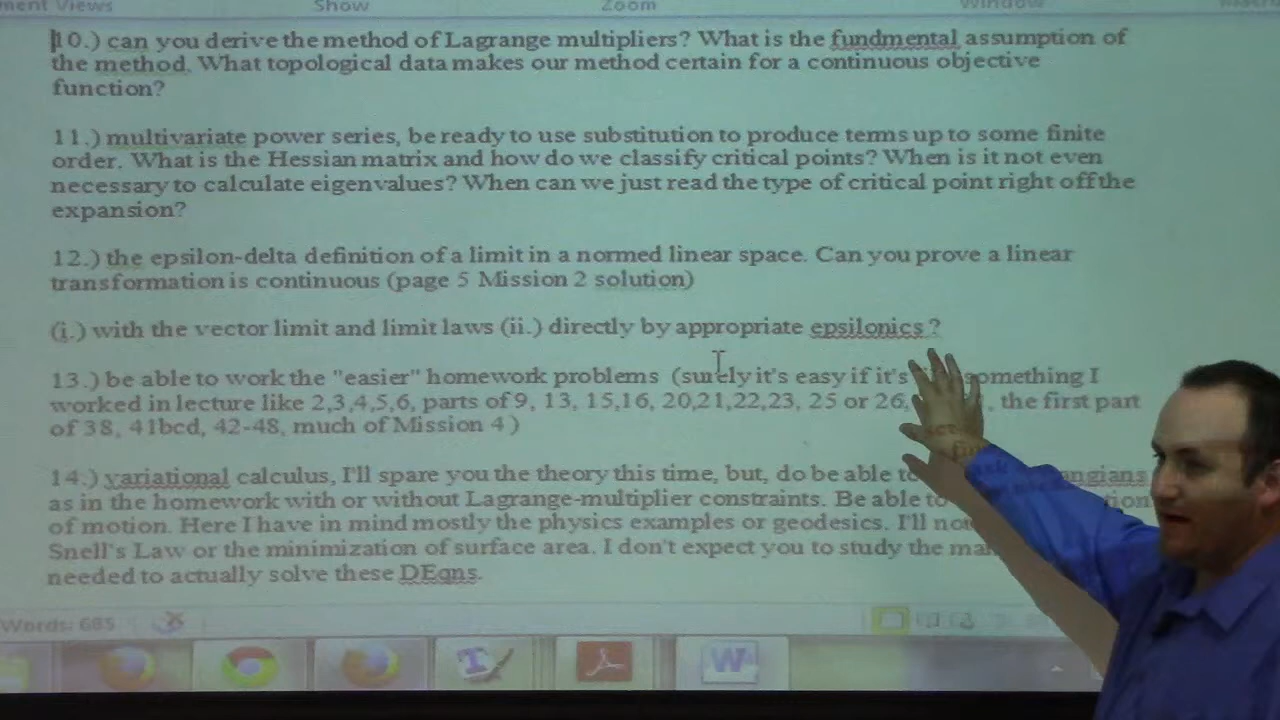 ment Views Show Zoom Window
10.) can you derive the method of Lagrange multipliers? What is the fundmental assumption of
the method. What topological data makes our method certain for a continuous objective
function?
11.) multivariate power series, be ready to use substitution to produce terms up to some finite
order. What is the Hessian matrix and how do we classify critical points? When is it not even
necessary to calculate eigenvalues? When can we just read the type of critical point right off the
expansion?
12.) the epsilon-delta definition of a limit in a normed linear space. Can you prove a linear
transformation is continuous (page 5 Mission 2 solution)
(i.) with the vector limit and limit laws (ii.) directly by appropriate epsilonics ?
13.) be able to work the "easier" homework problems (surely it's easy if it's something I
worked in lecture like 2,3,4,5,6, parts of 9, 13, 15,16, 20,21,22,23, 25 or 26, , the first part
of 38, 41bcd, 42-48, much of Mission 4 )
14.) variational calculus, I'll spare you the theory this time, but, do be able to angians
as in the homework with or without Lagrange-multiplier constraints. Be able to tion
of motion. Here I have in mind mostly the physics examples or geodesics. I'll no
Snell's Law or the minimization of surface area. I don't expect you to study the ma
needed to actually solve these DEqns.
Words: 685